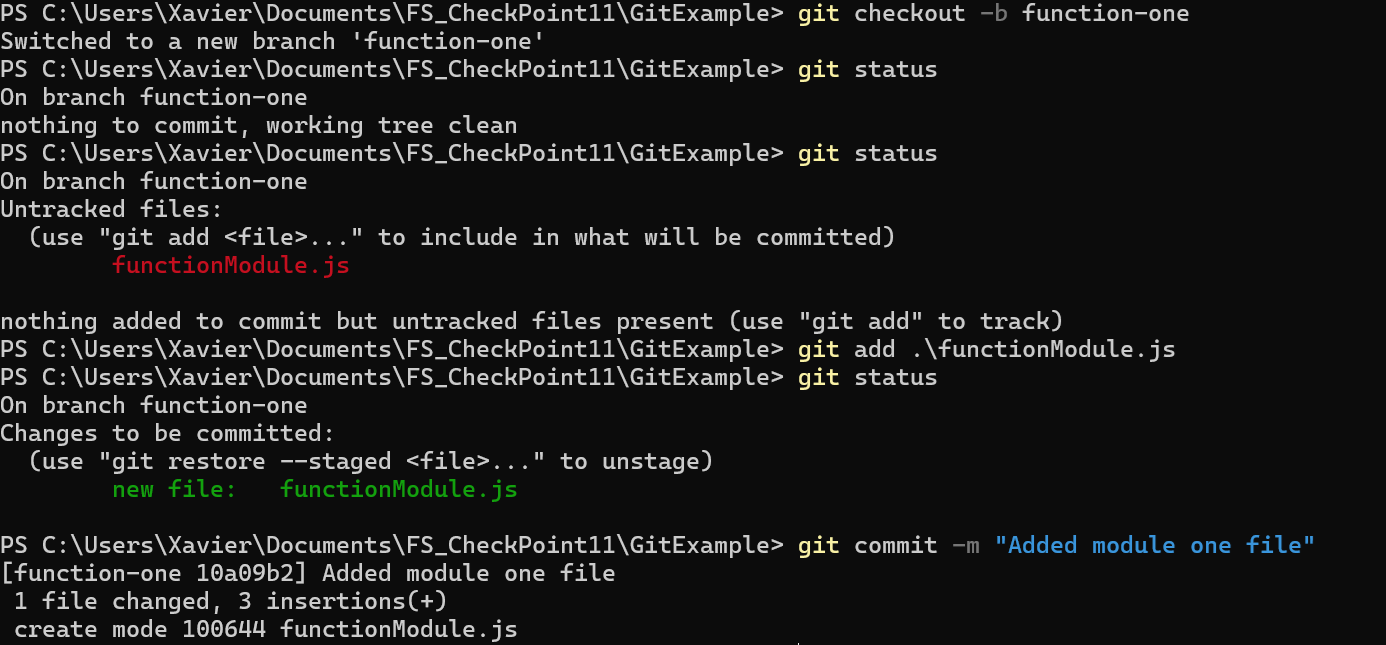 PS C:\Users\Xavier\Documents\FS_CheckPoint11\GitExample> git checkout -b function-one
Switched to a new branch 'function-one'
PS C:\Users\Xavier\Documents\FS_CheckPoint11\GitExample> git status
On branch function-one
nothing to commit, working tree clean
PS C:\Users\Xavier\Documents\FS_CheckPoint11\GitExample> git status
On branch function-one
Untracked files:
  (use "git add <file>..." to include in what will be committed)
        functionModule.js

nothing added to commit but untracked files present (use "git add" to track)
PS C:\Users\Xavier\Documents\FS_CheckPoint11\GitExample> git add .\functionModule.js
PS C:\Users\Xavier\Documents\FS_CheckPoint11\GitExample> git status
On branch function-one
Changes to be committed:
  (use "git restore --staged <file>..." to unstage)
        new file:   functionModule.js

PS C:\Users\Xavier\Documents\FS_CheckPoint11\GitExample> git commit -m "Added module one file"
[function-one 10a09b2] Added module one file
 1 file changed, 3 insertions(+)
 create mode 100644 functionModule.js